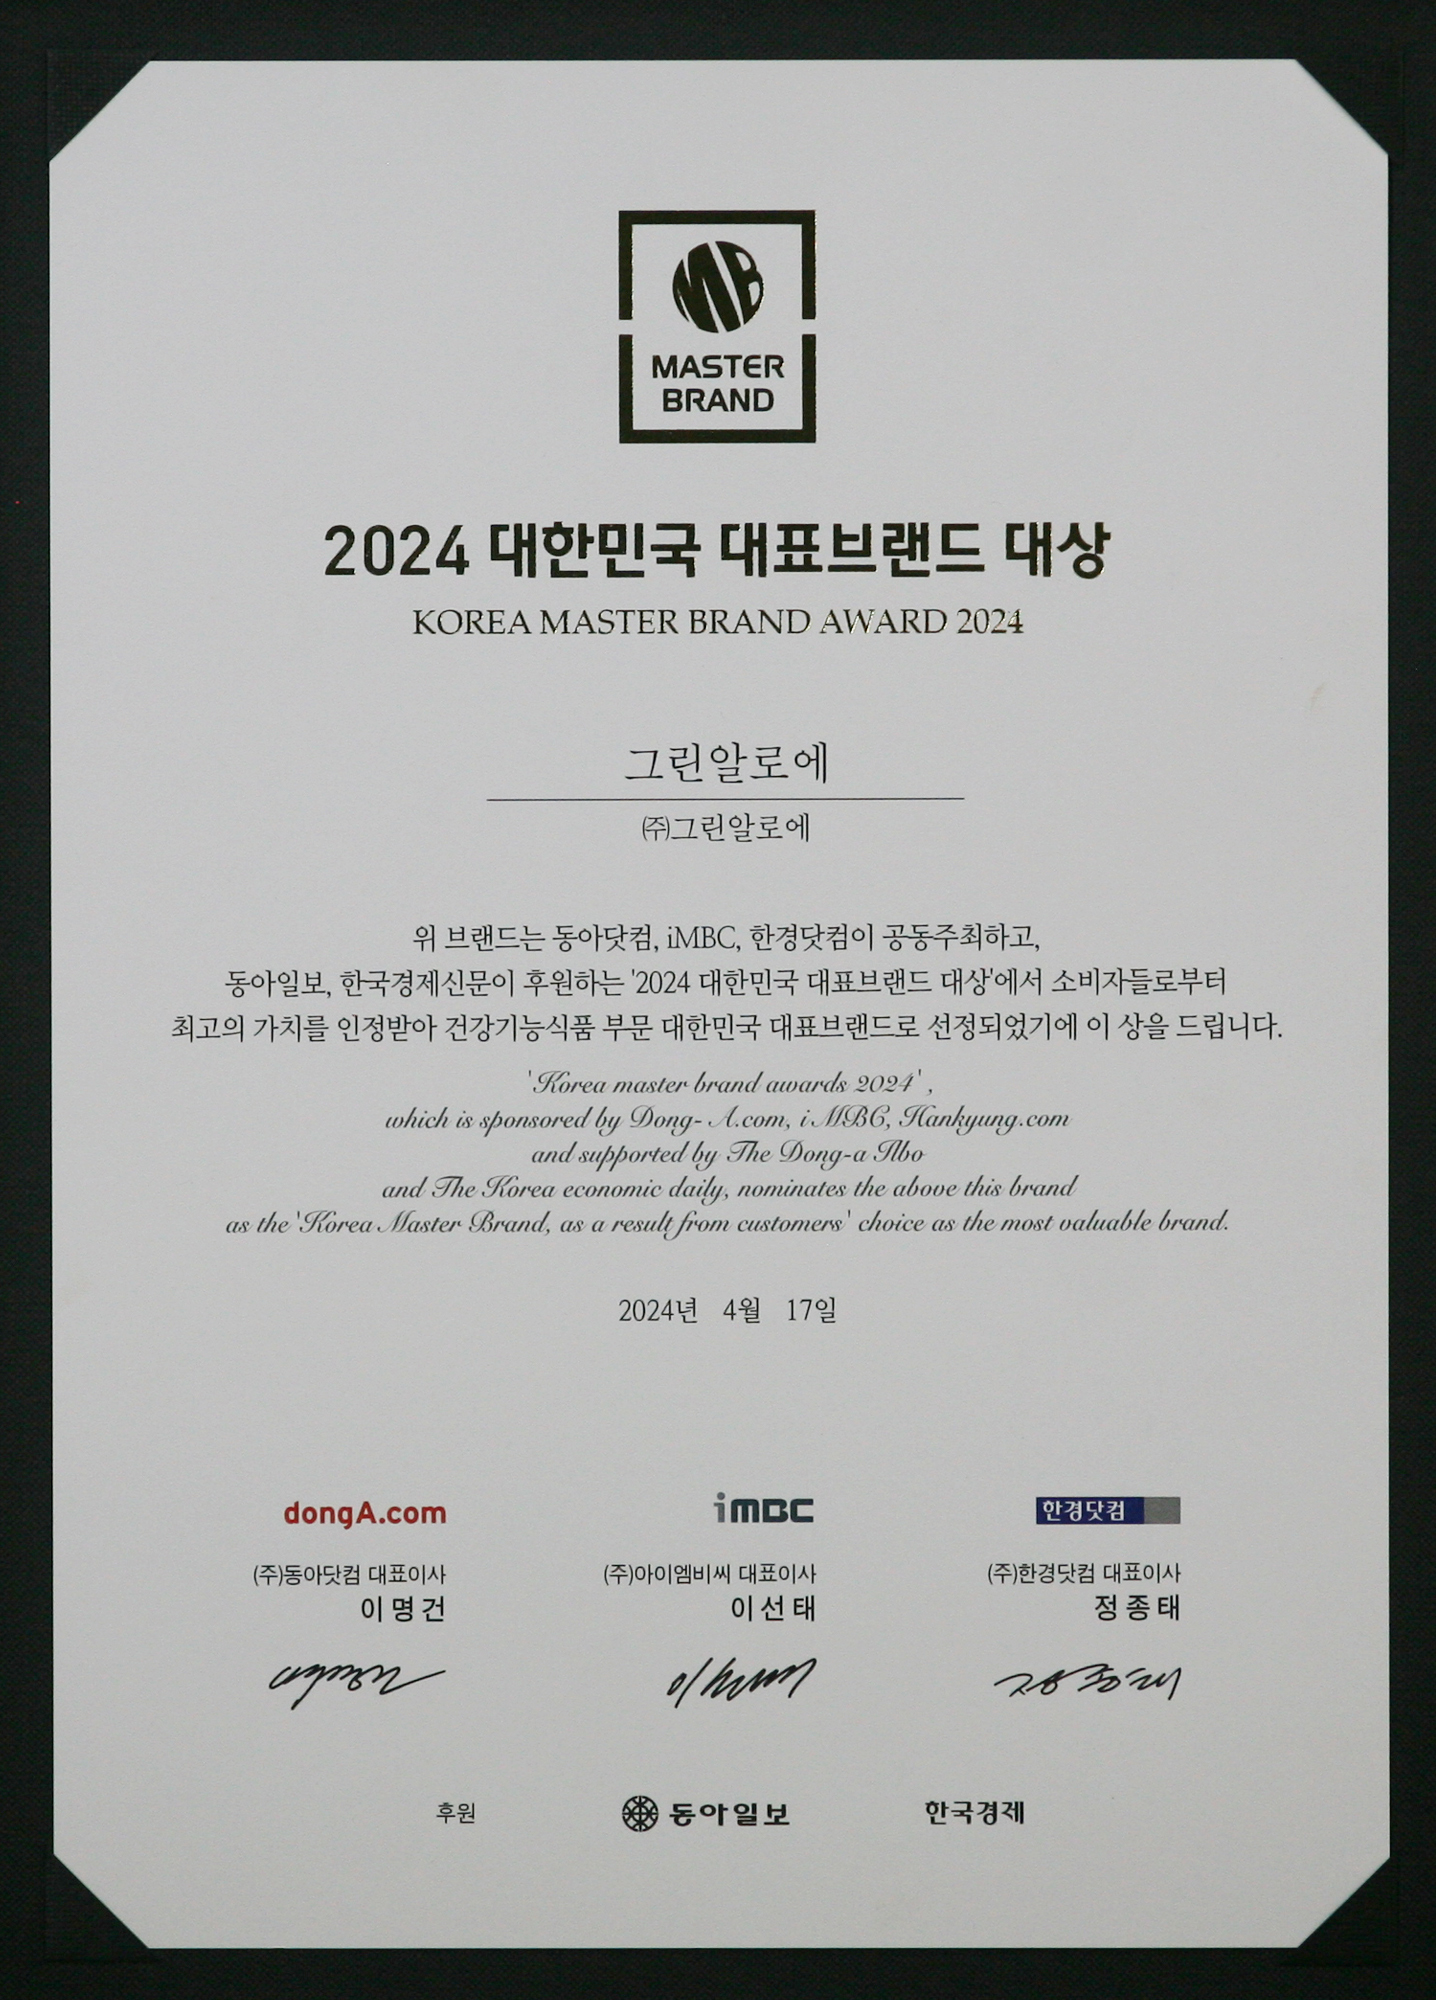 MB
MASTER
BRAND
2024 대한민국 대표브랜드 대상
KOREA MASTER BRAND AWARD 2024
그린알로에
㈜그린알로에
위 브랜드는 동아닷컴, iMBC, 한경닷컴이 공동주최하고,
동아일보, 한국경제신문이 후원하는 '2024 대한민국 대표브랜드 대상'에서 소비자들로부터
최고의 가치를 인정받아 건강기능식품 부문 대한민국 대표브랜드로 선정되었기에 이 상을 드립니다.
'Korea master brand awards 2024' ,
which is sponsored by Dong- A.com, i MBC, Hankyung.com
and supported by The Dong-a Ilbo
and The Korea economic daily, nominates the above this brand
as the 'Korea Master Brand, as a result from customers' choice as the most valuable brand.
2024년 4월 17일
dongA.com iMBC 한경닷컴
(주)동아닷컴 대표이사 (주)아이엠비씨 대표이사 (주)한경닷컴 대표이사
이명건 이선태 정종태
정종태
후원 동아일보 한국경제